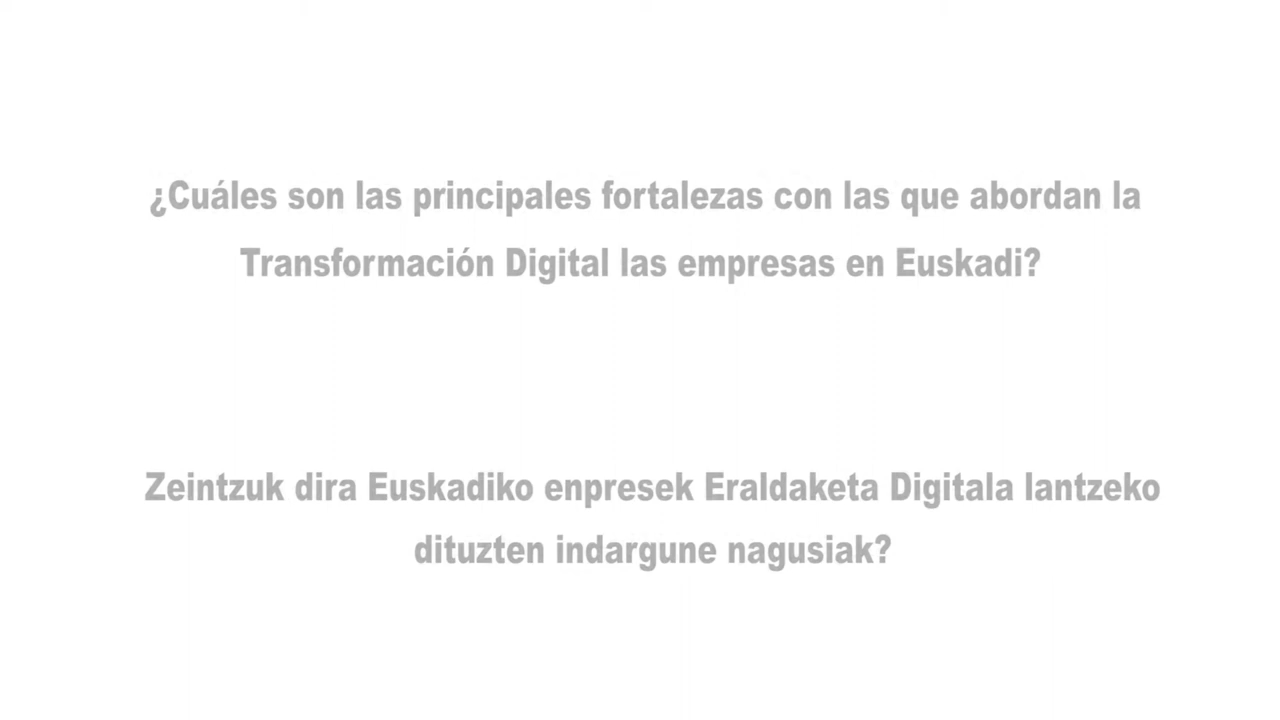 ¿Cuáles son las principales fortalezas con las que abordan la
Transformación Digital las empresas en Euskadi?
Zeintzuk dira Euskadiko enpresek Eraldaketa Digitala lantzeko
dituzten indargune nagusiak?